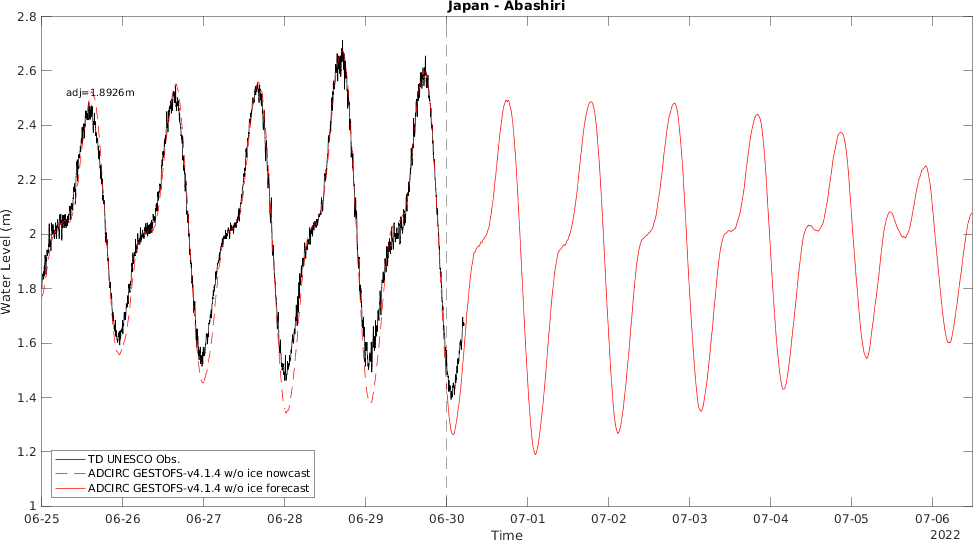 Japan - Abashiri
2.8
2.6
2.4
2.2
2
1.8
1.6
1.4
1.2
1
Water Level (m)
adj=1.8926m
TD UNESCO Obs.
ADCIRC GESTOFS-v4.1.4 w/o ice nowcast
ADCIRC GESTOFS-v4.1.4 w/o ice forecast
06-25 06-26 06-27 06-28 06-29 06-30 07-01 07-02 07-03 07-04 07-05 07-06
Time
2022